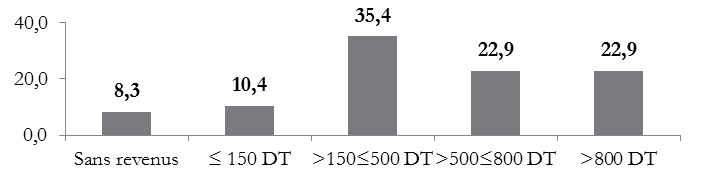 40,0
20,0
0,0
8,3
10,4
35,4
22,9
22,9
Sans revenus
≤ 150 DT
>150≤500 DT
>500≤800 DT
>800 DT